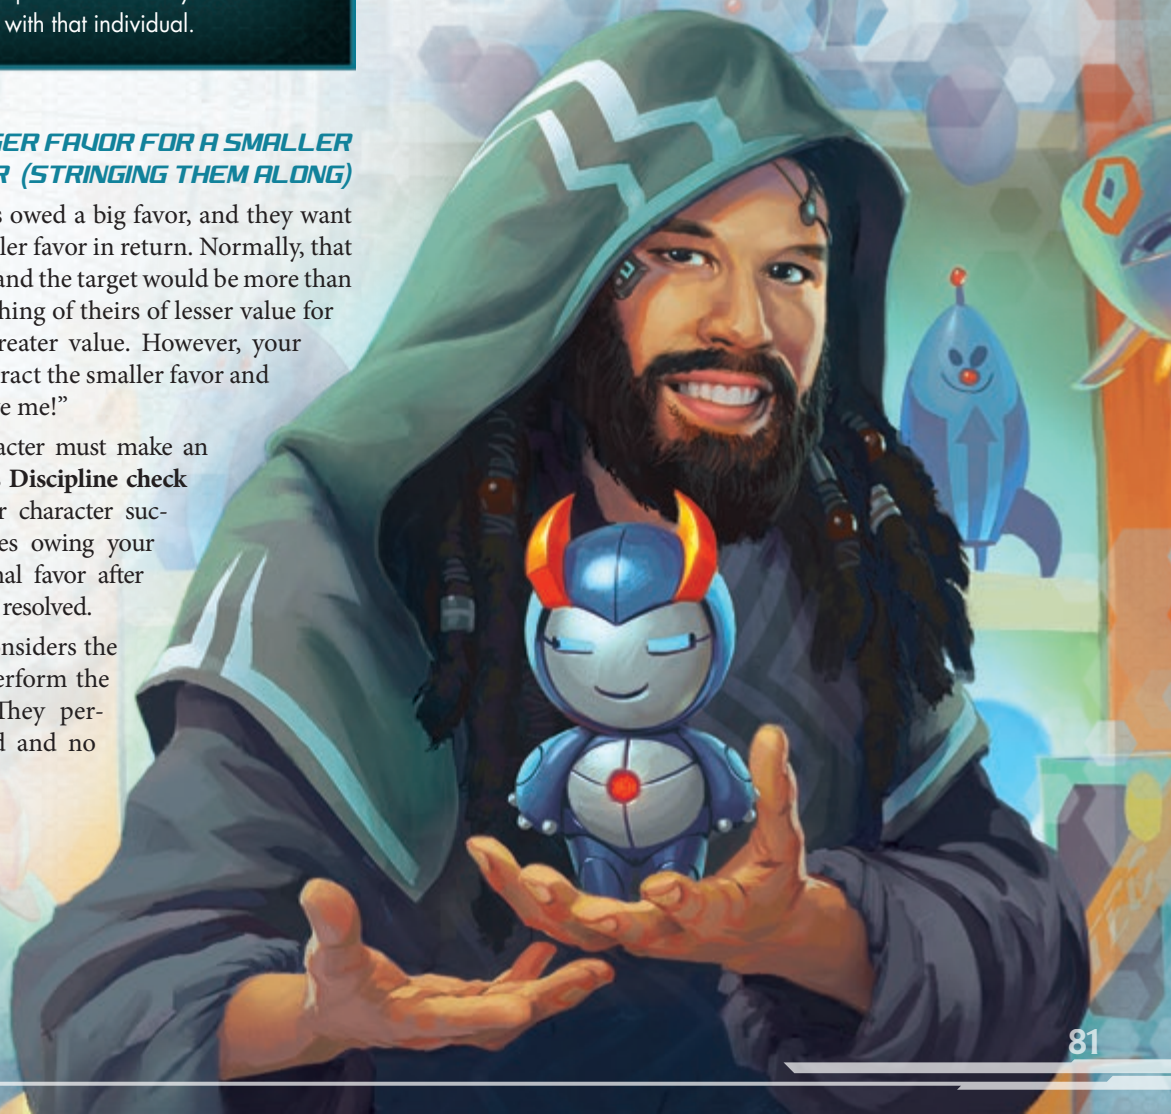 with that individual.
GER FAVOR FOR A SMALLER
R (STRINGING THEM ALONG)
s owed a big favor, and they want
ler favor in return. Normally, that
and the target would be more than
hing of theirs of lesser value for
reater value. However, your
ract the smaller favor and
e me!”
acter must make an
Discipline check
r character suc-
es owing your
nal favor after
resolved.
nsiders the
erform the
They per-
d and no
81